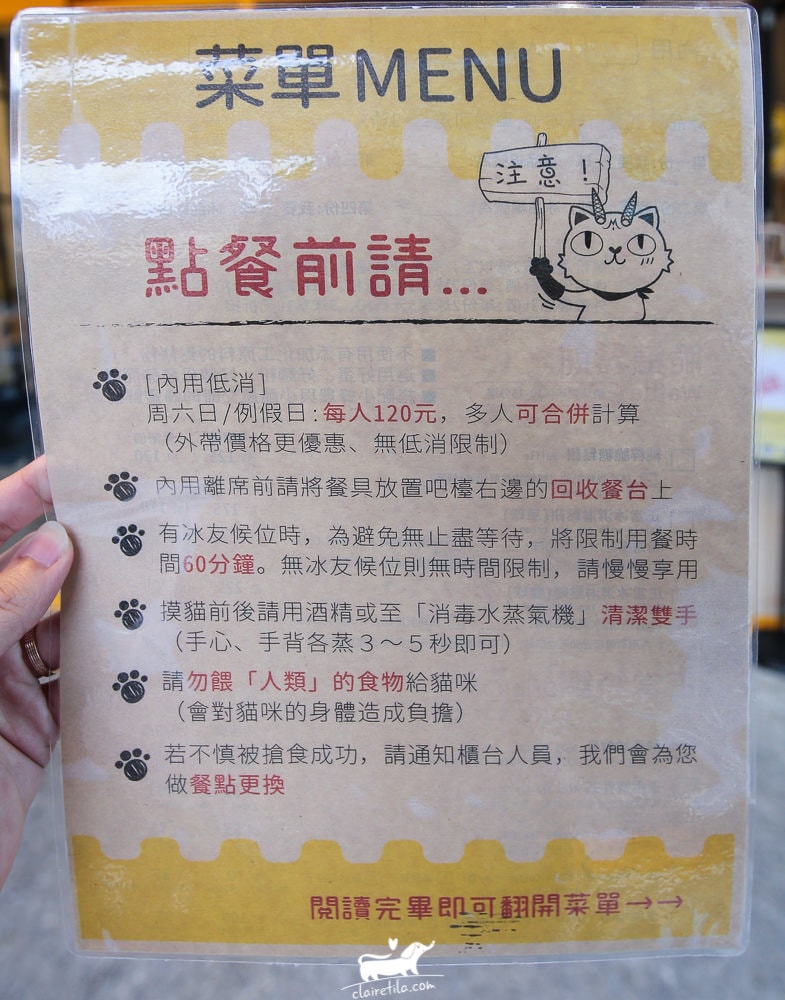 菜單MENU
注意!
點餐前請...
[內用低消]
周六日/例假日:每人120元，多人可合併計算
（外帶價格更優惠、無低消限制）
內用離席前請將餐具放置吧檯右邊的回收餐台上
有冰友候位時，為避免無止盡等待，將限制用餐時
間60分鐘。無冰友候位則無時間限制，請慢慢享用
摸貓前後請用酒精或至「消毒水蒸氣機」清潔雙手
（手心、手背各蒸3～5秒即可）
請勿餵「人類」的食物給貓咪
（會對貓咪的身體造成負擔）
若不慎被搶食成功，請通知櫃台人員，我們會為您
做餐點更換
閱讀完畢即可翻開菜單→→
clairetila.com